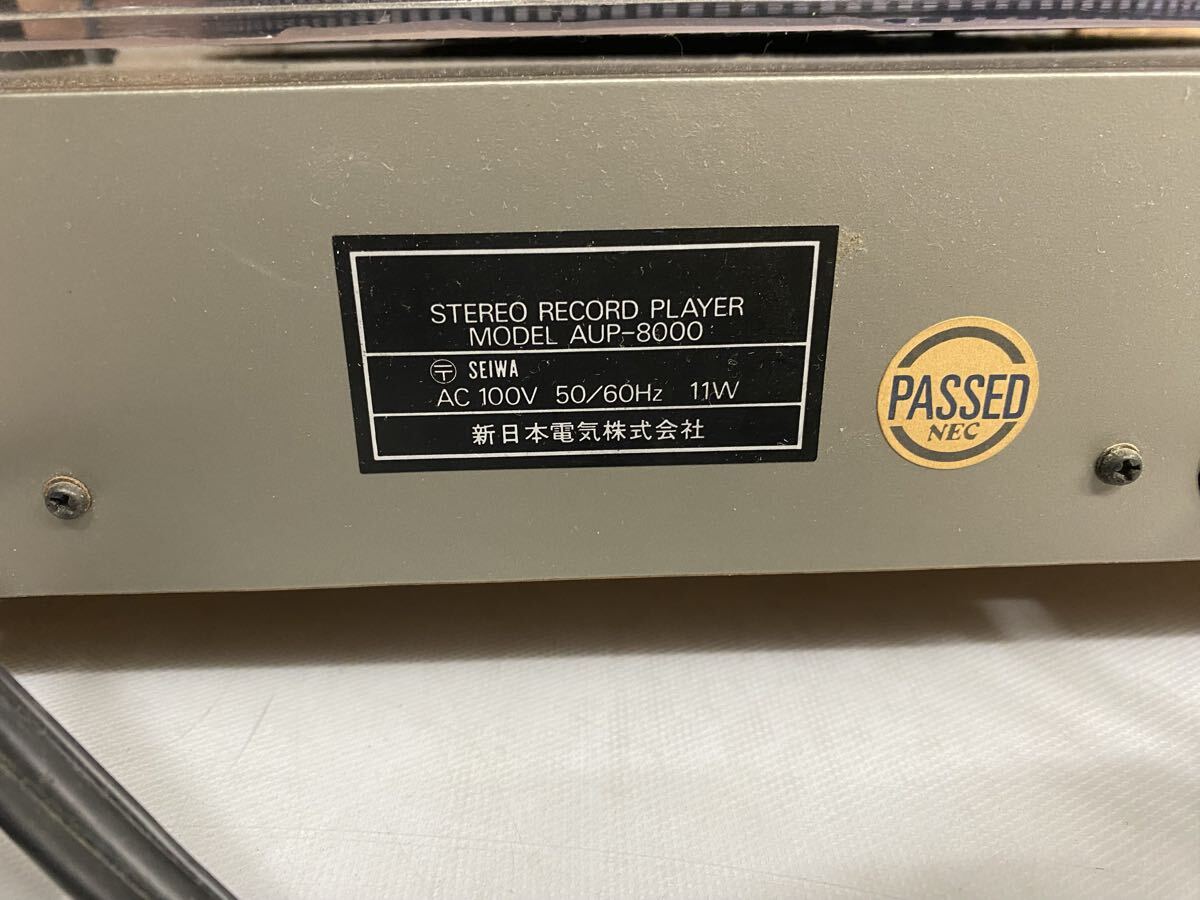 STEREO RECORD PLAYER
MODEL AUP-8000
〒 SEIWA
AC 100V 50/60Hz 11W
新日本電気株式会社
PASSED
NEC